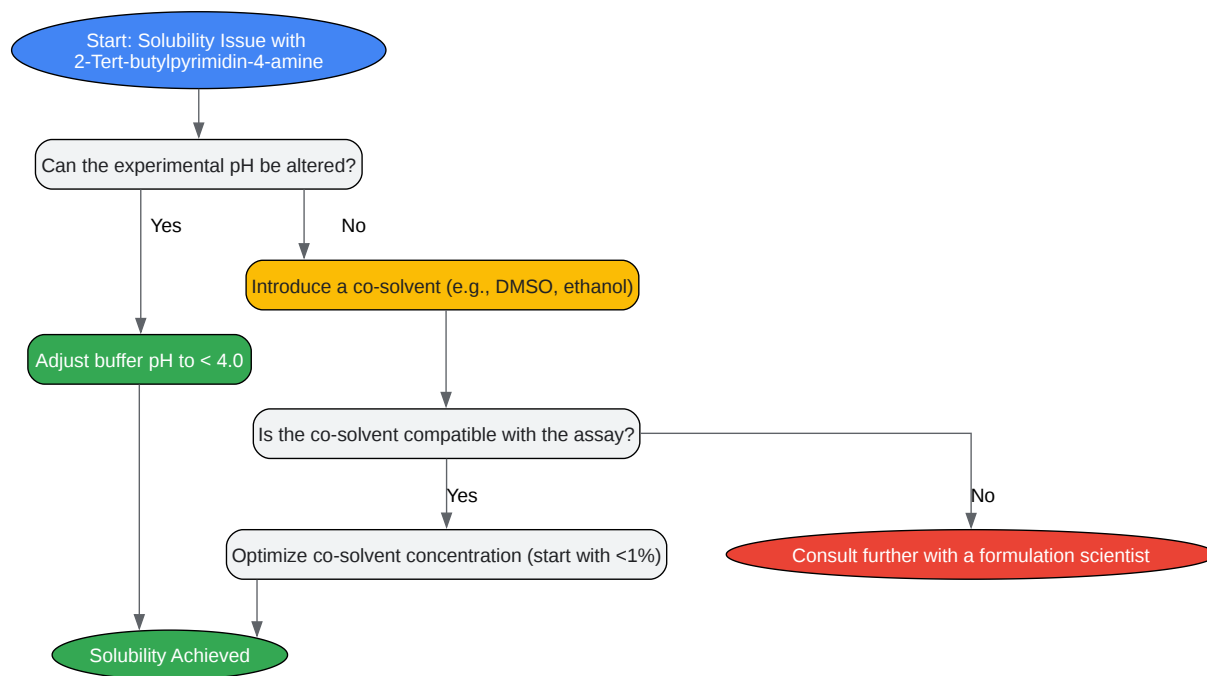 Start: Solubility Issue with
2-Tert-butylpyrimidin-4-amine
Can the experimental pH be altered?
Yes
No
Introduce a co-solvent (e.g., DMSO, ethanol)
Adjust buffer pH to < 4.0
Is the co-solvent compatible with the assay?
Yes
No
Optimize co-solvent concentration (start with <1%)
Consult further with a formulation scientist
Solubility Achieved